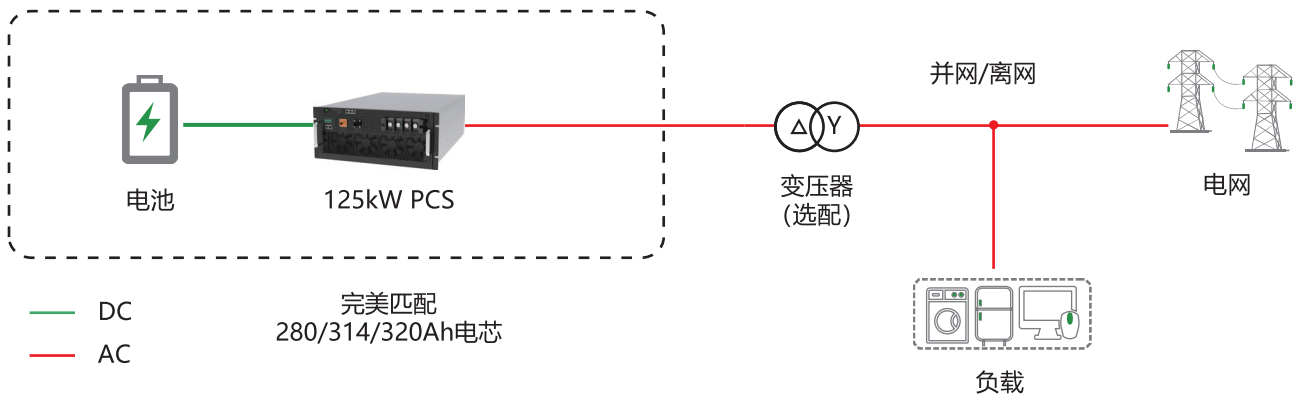 并网/离网
电池
125kW PCS
变压器
(选配)
电网
DC
AC
完美匹配
280/314/320Ah电芯
负载
Y